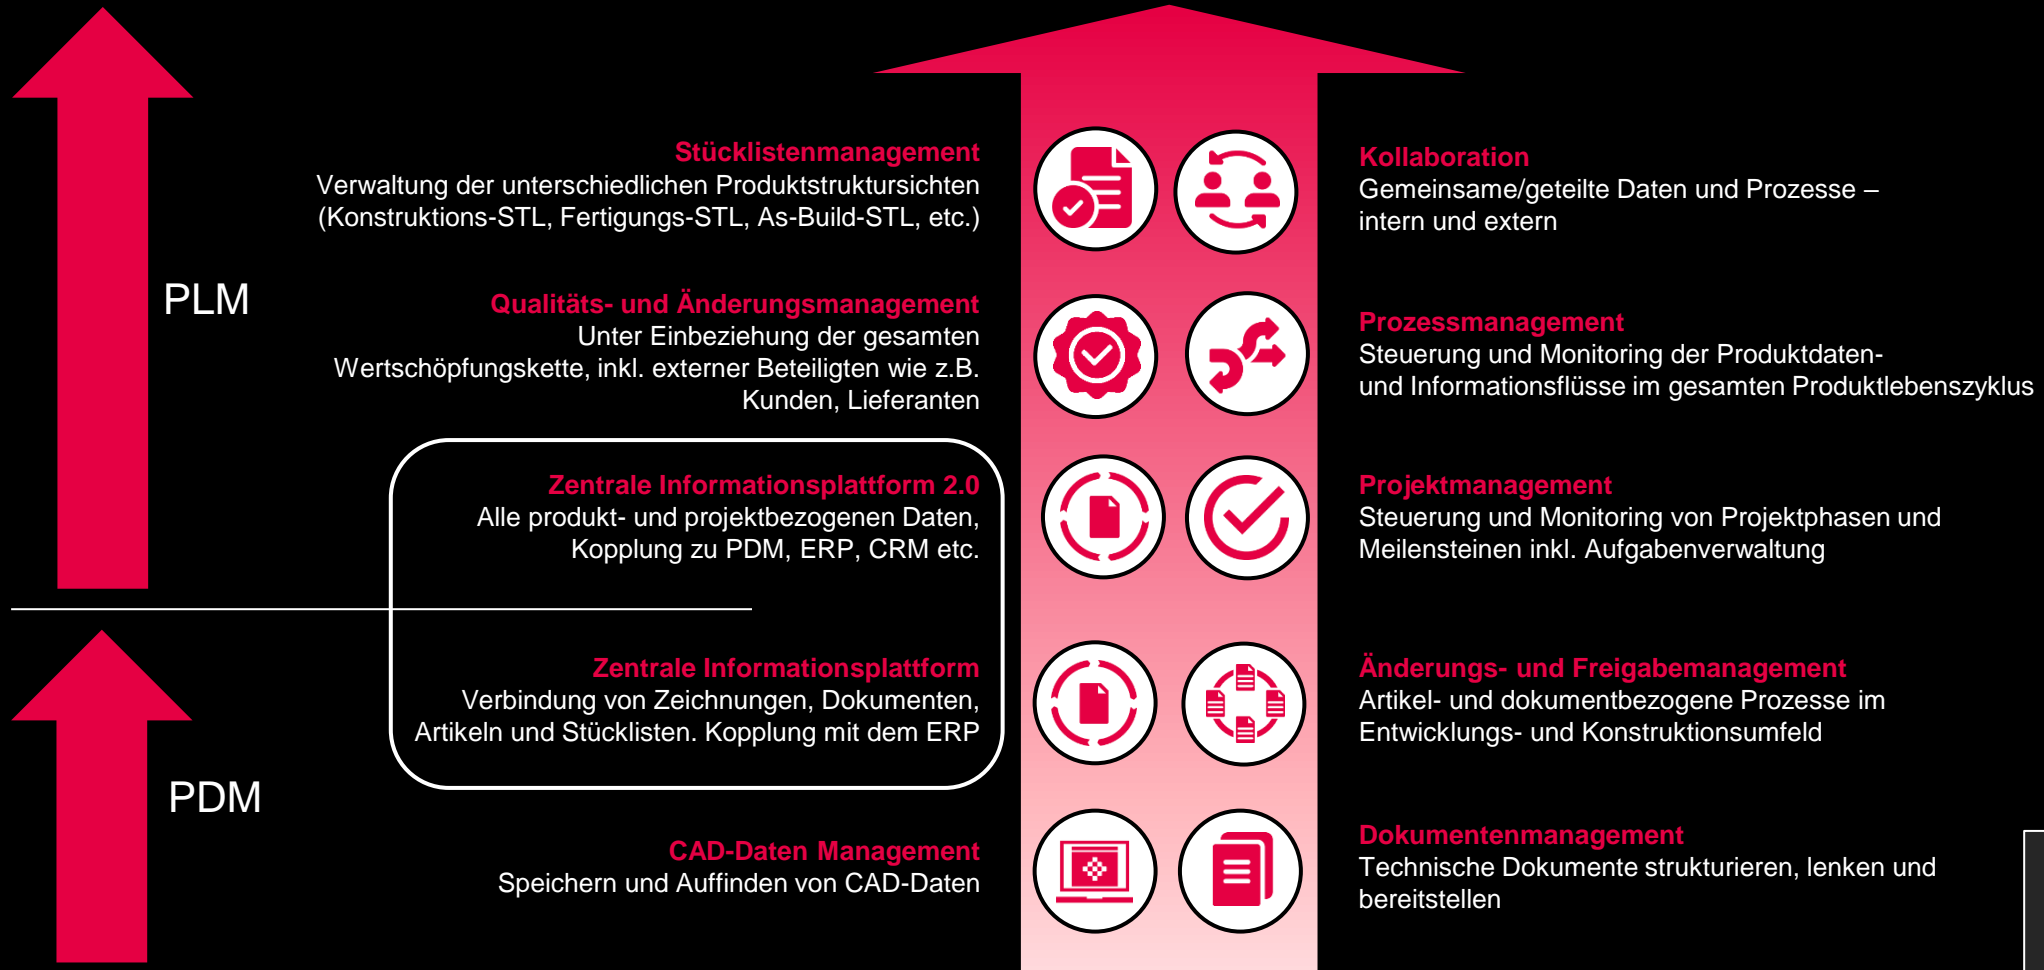 PLM
Stücklistenmanagement
Verwaltung der unterschiedlichen Produktstruktursichten
(Konstruktions-STL, Fertigungs-STL, As-Build-STL, etc.)
Kollaboration
Gemeinsame/geteilte Daten und Prozesse –
intern und extern
Qualitäts- und Änderungsmanagement
Unter Einbeziehung der gesamten
Wertschöpfungskette, inkl. externer Beteiligten wie z.B.
Kunden, Lieferanten
Prozessmanagement
Steuerung und Monitoring der Produktdaten-
und Informationsflüsse im gesamten Produktlebenszyklus
Zentrale Informationsplattform 2.0
Alle produkt- und projektbezogenen Daten,
Kopplung zu PDM, ERP, CRM etc.
Projektmanagement
Steuerung und Monitoring von Projektphasen und
Meilensteinen inkl. Aufgabenverwaltung
PDM
Zentrale Informationsplattform
Verbindung von Zeichnungen, Dokumenten,
Artikeln und Stücklisten. Kopplung mit dem ERP
Änderungs- und Freigabemanagement
Artikel- und dokumentbezogene Prozesse im
Entwicklungs- und Konstruktionsumfeld
CAD-Daten Management
Speichern und Auffinden von CAD-Daten
Dokumentenmanagement
Technische Dokumente strukturieren, lenken und
bereitstellen